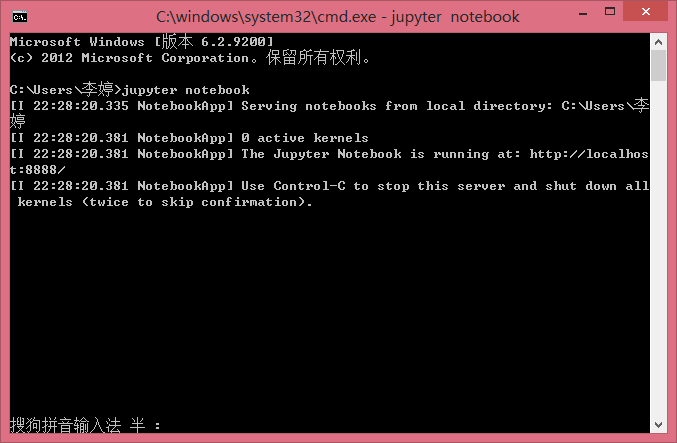 C:\windows\system32\cmd.exe - jupyter  notebook
Microsoft Windows [版本 6.2.9200]
(c) 2012 Microsoft Corporation。保留所有权利。
C:\Users\李婷>jupyter notebook
[I 22:28:20.335 NotebookApp] Serving notebooks from local directory: C:\Users\李
婷
[I 22:28:20.381 NotebookApp] 0 active kernels
[I 22:28:20.381 NotebookApp] The Jupyter Notebook is running at: http://localhos
t:8888/
[I 22:28:20.381 NotebookApp] Use Control-C to stop this server and shut down all
 kernels (twice to skip confirmation).
搜狗拼音输入法 半 :